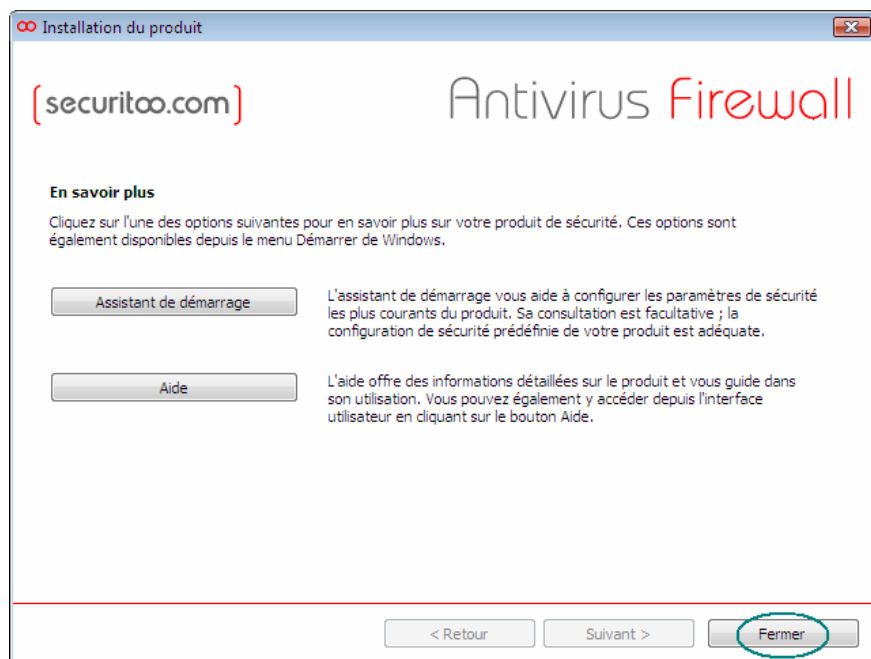 Installation du produit
(securitoo.com)
Antivirus Firewall
En savoir plus
Cliquez sur l'une des options suivantes pour en savoir plus sur votre produit de sécurité. Ces options sont
également disponibles depuis le menu Démarrer de Windows.
Assistant de démarrage
L'assistant de démarrage vous aide à configurer les paramètres de sécurité
les plus courants du produit. Sa consultation est facultative ; la
configuration de sécurité prédéfinie de votre produit est adéquate.
Aide
L'aide offre des informations détaillées sur le produit et vous guide dans
son utilisation. Vous pouvez également y accéder depuis l'interface
utilisateur en cliquant sur le bouton Aide.
< Retour
Suivant >
Fermer